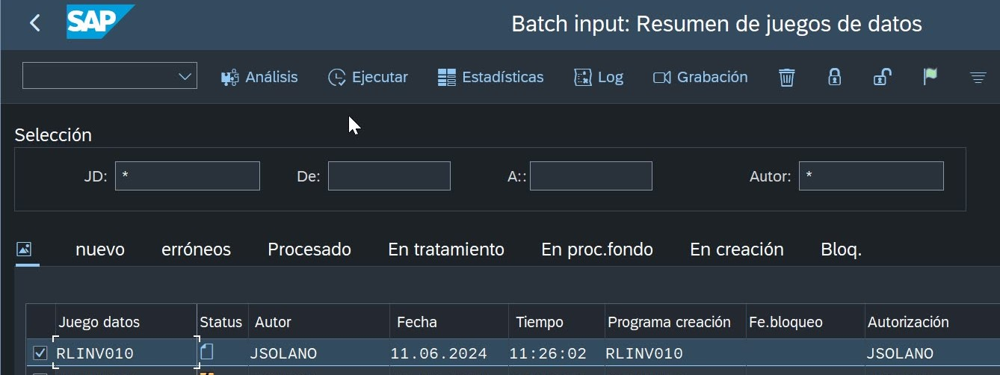 SAP
Batch input: Resumen de juegos de datos
Análisis Ejecutar Estadísticas Log Grabación
Selección
JD: * De: A:: Autor: *
nuevo erróneos Procesado En tratamiento En proc.fondo En creación Bloq.
Juego datos Status Autor Fecha Tiempo Programa creación Fe.bloqueo Autorización
RLINV010 JSOLANO 11.06.2024 11:26:02 RLINV010 JSOLANO